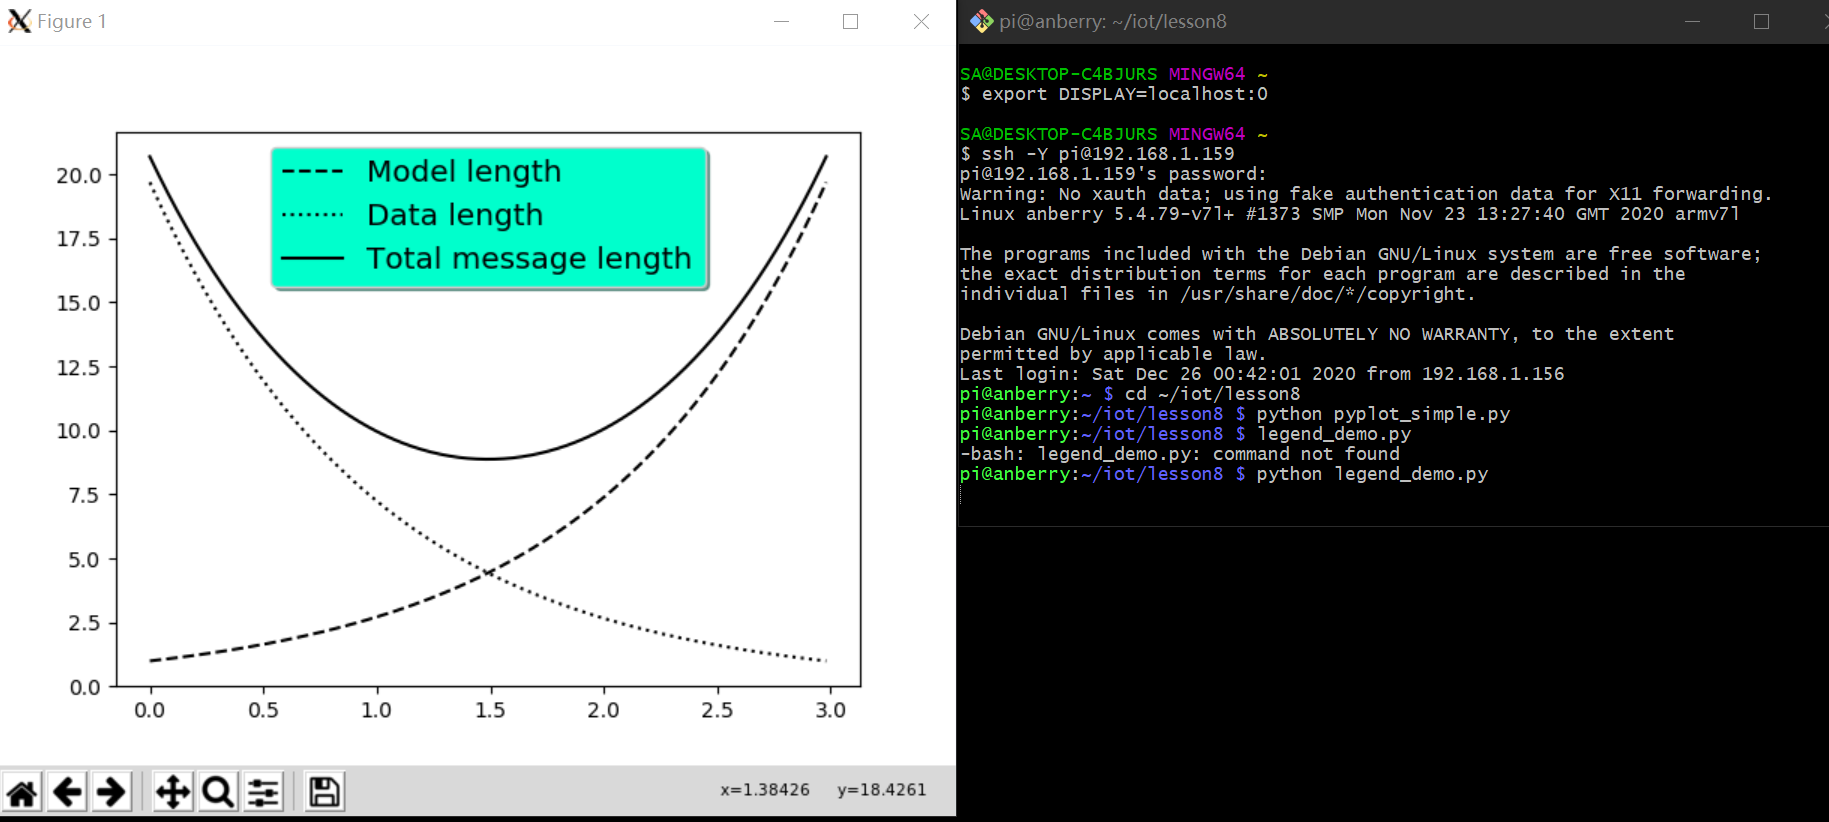 Figure 1
20.0
17.5
15.0
12.5
10.0
7.5
5.0
2.5
0.0
0.0 0.5 1.0 1.5 2.0 2.5 3.0
Model length
Data length
Total message length
x=1.38426 y=18.4261
pi@anberry: ~/iot/lesson8
SA@DESKTOP-C4BJURS MINGW64 ~
$ export DISPLAY=localhost:0
SA@DESKTOP-C4BJURS MINGW64 ~
$ ssh -Y pi@192.168.1.159
pi@192.168.1.159's password:
Warning: No xauth data; using fake authentication data for X11 forwarding.
Linux anberry 5.4.79-v7l+ #1373 SMP Mon Nov 23 13:27:40 GMT 2020 armv7l
The programs included with the Debian GNU/Linux system are free software;
the exact distribution terms for each program are described in the
individual files in /usr/share/doc/*/copyright.
Debian GNU/Linux comes with ABSOLUTELY NO WARRANTY, to the extent
permitted by applicable law.
Last login: Sat Dec 26 00:42:01 2020 from 192.168.1.156
pi@anberry:~ $ cd ~/iot/lesson8
pi@anberry:~/iot/lesson8 $ python pyplot_simple.py
pi@anberry:~/iot/lesson8 $ legend_demo.py
-bash: legend_demo.py: command not found
pi@anberry:~/iot/lesson8 $ python legend_demo.py